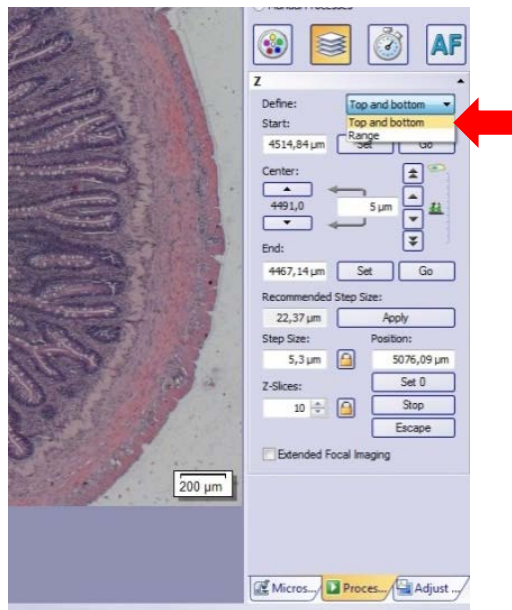 AF
Z
Define:
Top and bottom
Start:
Top and bottom
Range
4514,84 µm
Set
Go
Center:
4491,0
5 µm
End:
4467,14 µm
Set
Go
Recommended Step Size:
22,37 µm
Apply
Step Size:
Position:
5,3 µm
5076,09 µm
Z-Slices:
Set 0
10
Stop
Escape
Extended Focal Imaging
200 µm
Micros...
Proces...
Adjust ...